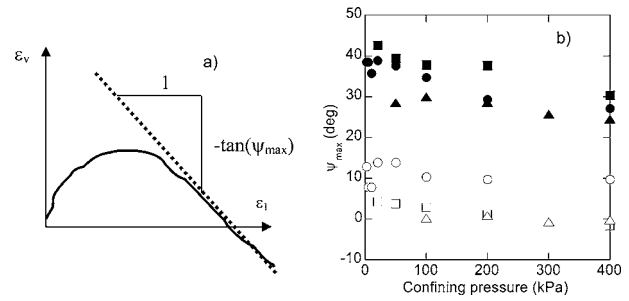 a)
εv
1
-tan(ψmax)
ε1
b)
50
40
30
20
10
0
-10
ψmax (deg)
0 100 200 300 400
Confining pressure (kPa)